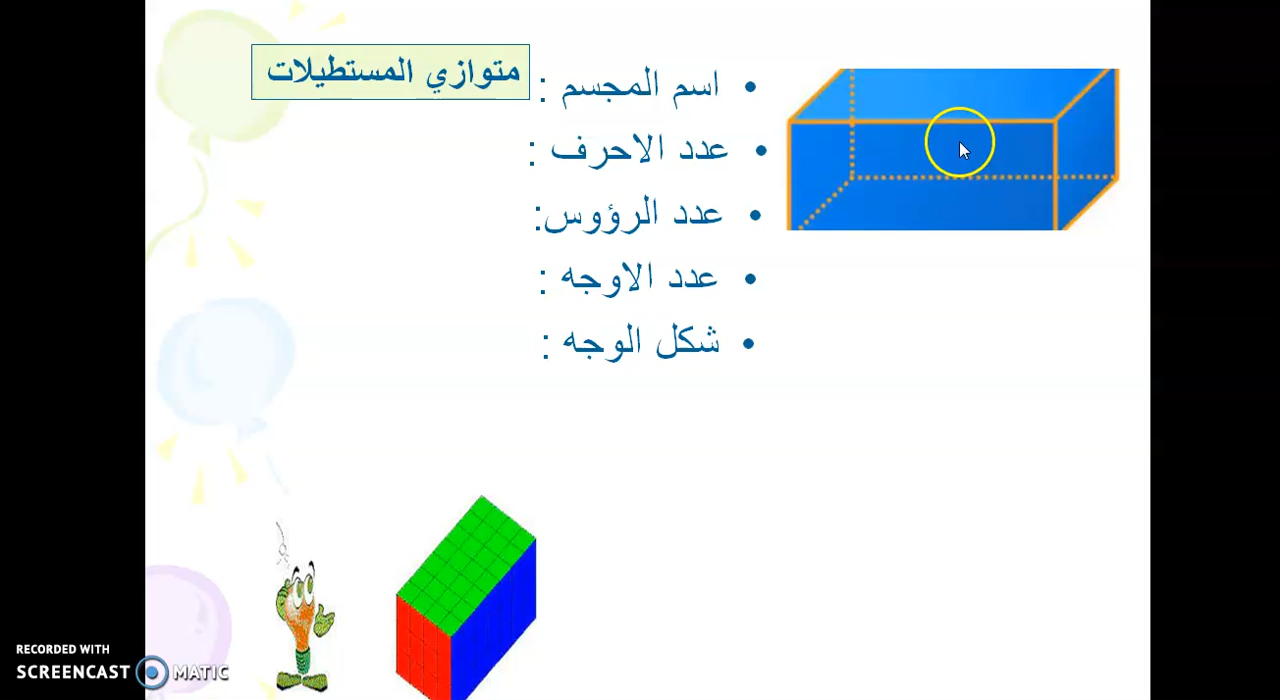 • اسم المجسم : متوازي المستطيلات
• عدد الاحرف :
• عدد الرؤوس:
• عدد الاوجه :
• شكل الوجه :
RECORDED WITH
SCREENCAST MATIC